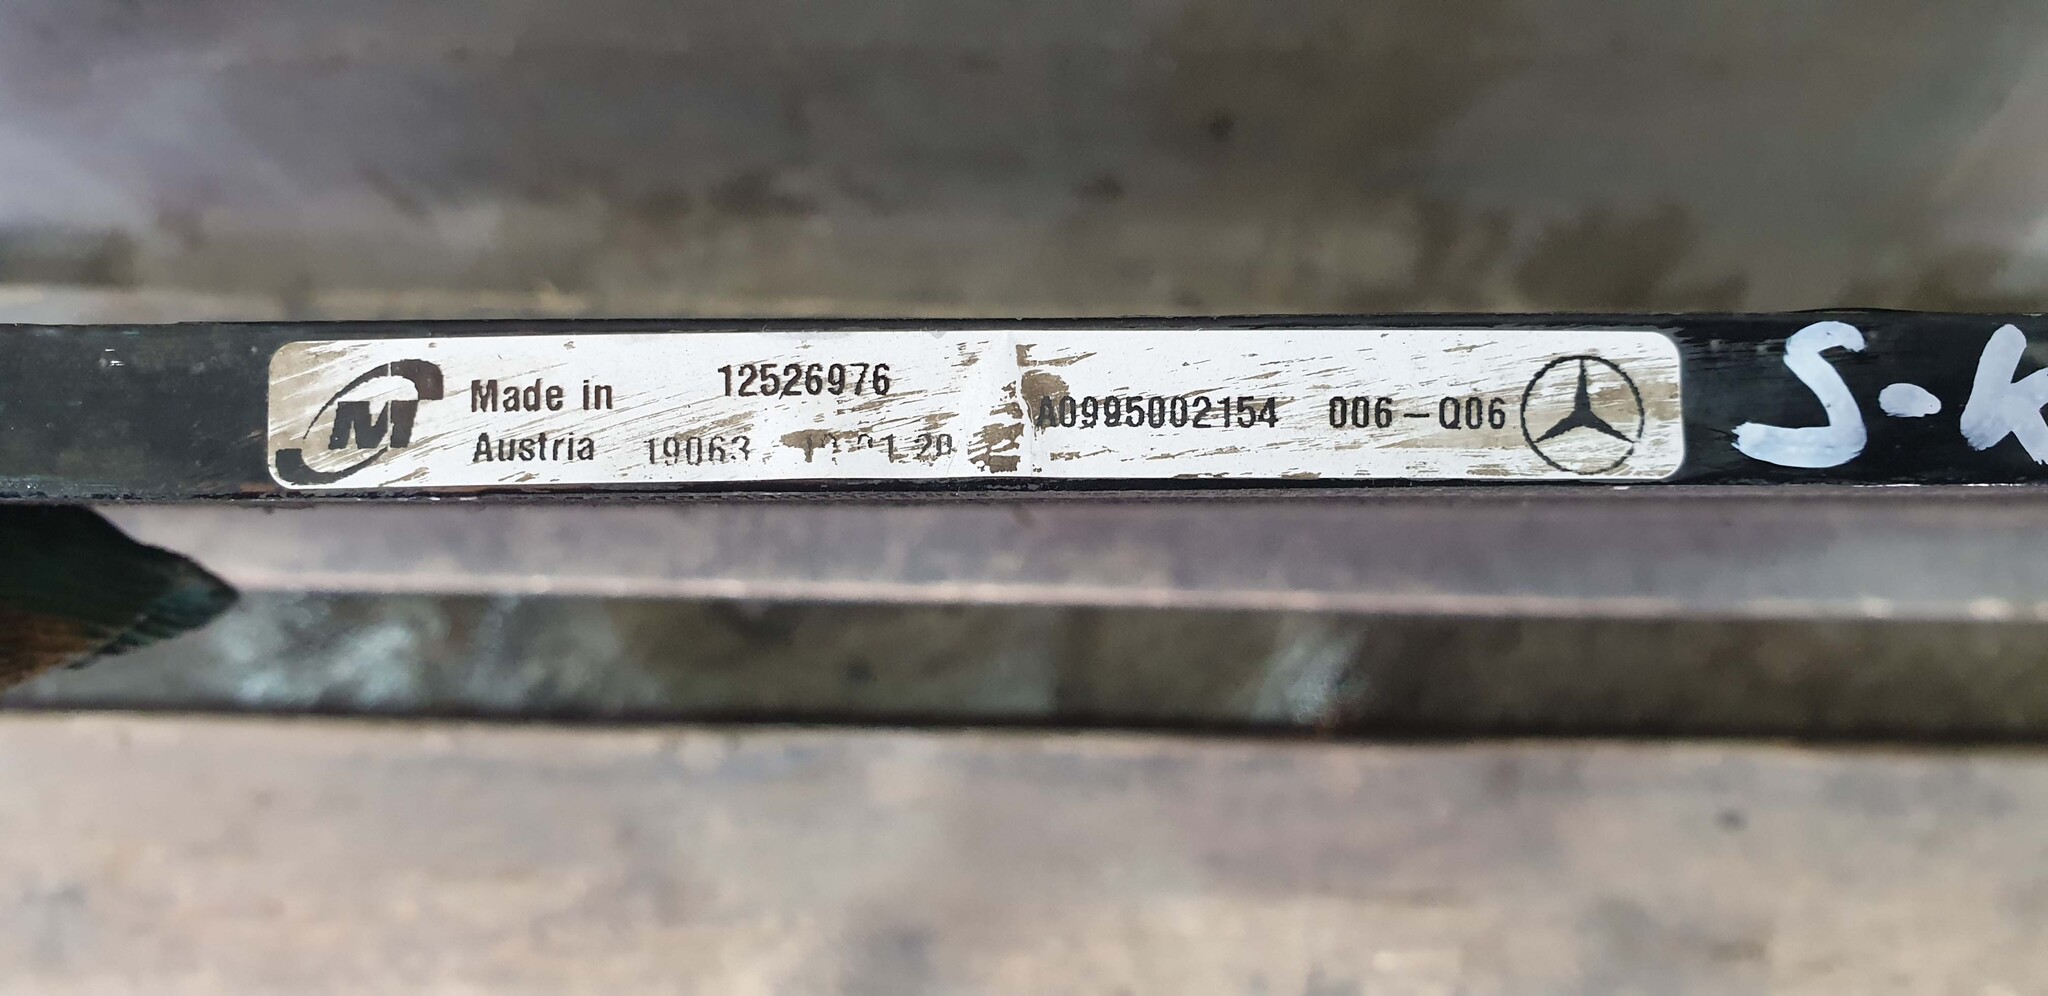 M
Made in
Austria
12526976
19063
A0995002154 006-Q06
S-K